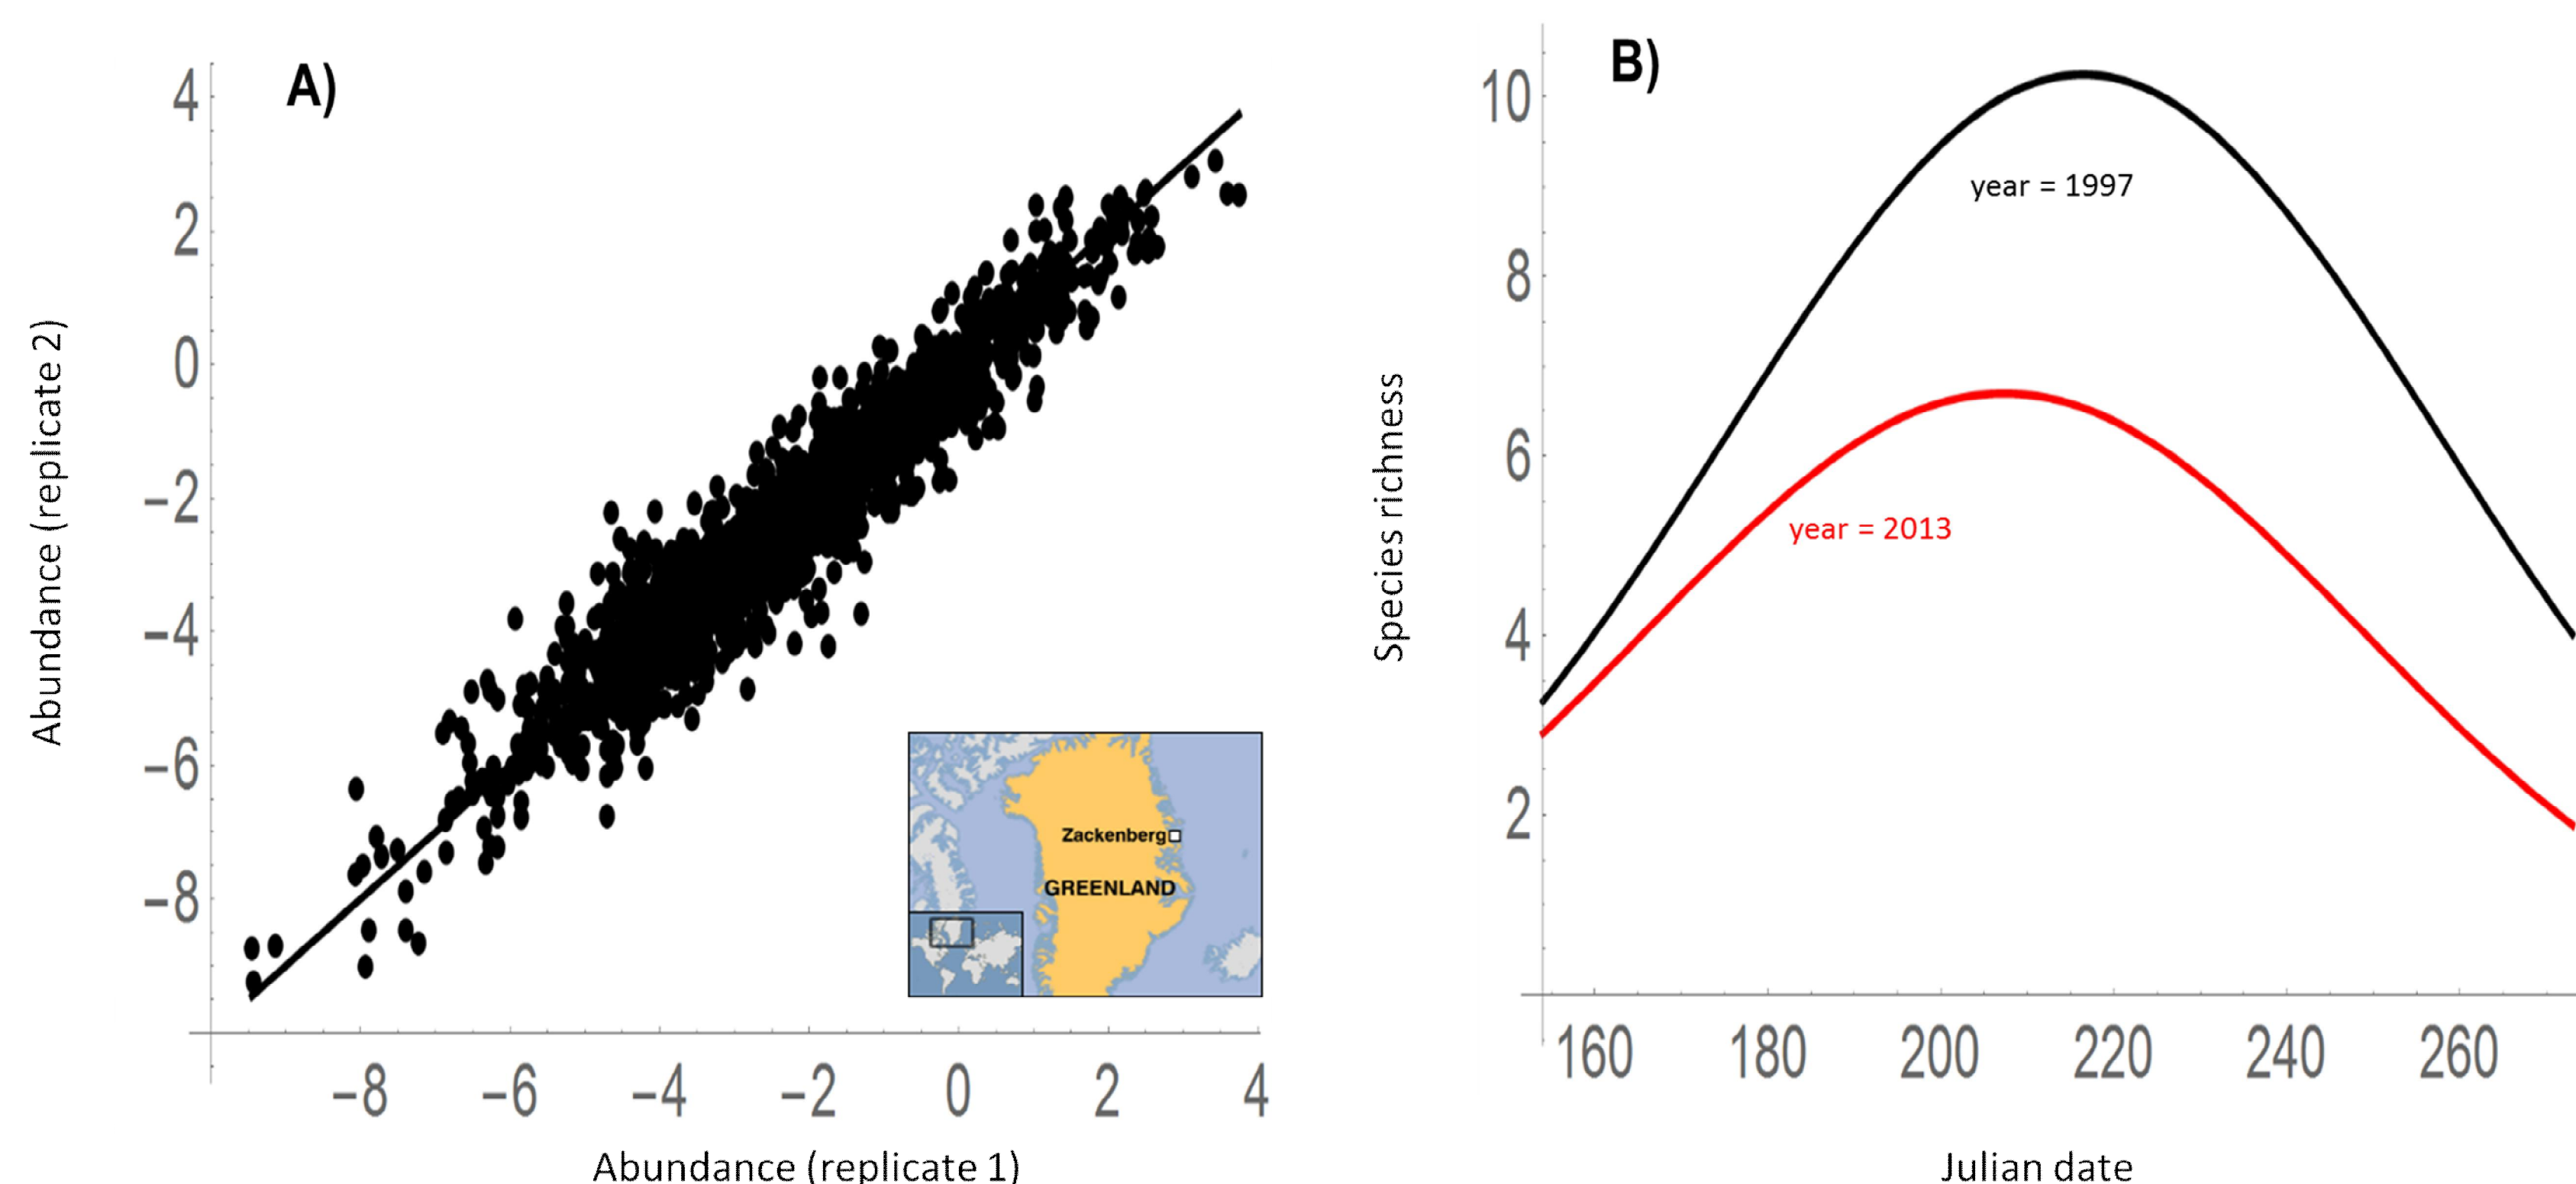 A)
4
2
0
−2
−4
−6
−8
Abundance (replicate 2)
−8 −6 −4 −2 0 2 4
Abundance (replicate 1)
Zackenberg
GREENLAND
B)
10
8
6
4
2
Species richness
year = 1997
year = 2013
160 180 200 220 240 260
Julian date